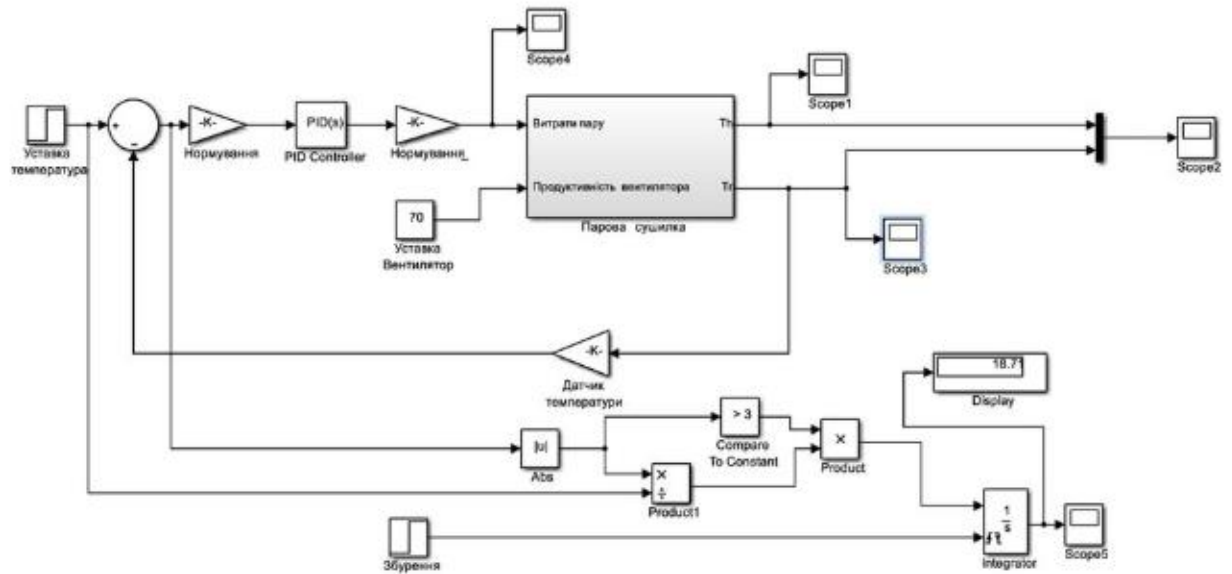 Scope4
Scope1
+
-K-
PID(s)
-K-
Витрати пару
Th
Уставка
температура
−
Нормування
PID Controller
Нормування_
Scope2
Продуктивність вентилятора
Tr
70
Парова сушилка
Уставка
Вентилятор
Scope3
-K-
Датчик
температури
18.71
Display
> 3
Compare
To Constant
×
Product
|u|
Abs
×
÷
Product1
1
s
Integrator
Scope5
Збурення